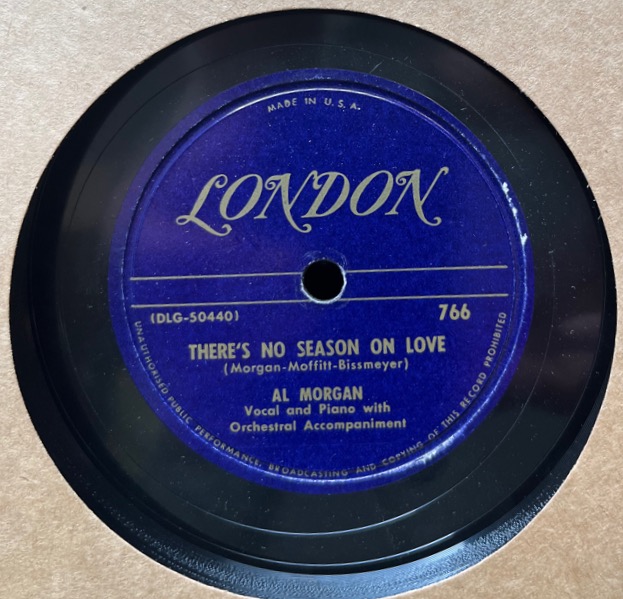 MADE IN U.S.A.
LONDON
(DLG-50440) 766
THERE'S NO SEASON ON LOVE
(Morgan-Moffitt-Bissmeyer)
AL MORGAN
Vocal and Piano with
Orchestral Accompaniment
UNAUTHORISED PUBLIC PERFORMANCE, BROADCASTING AND COPYING OF THIS RECORD PROHIBITED